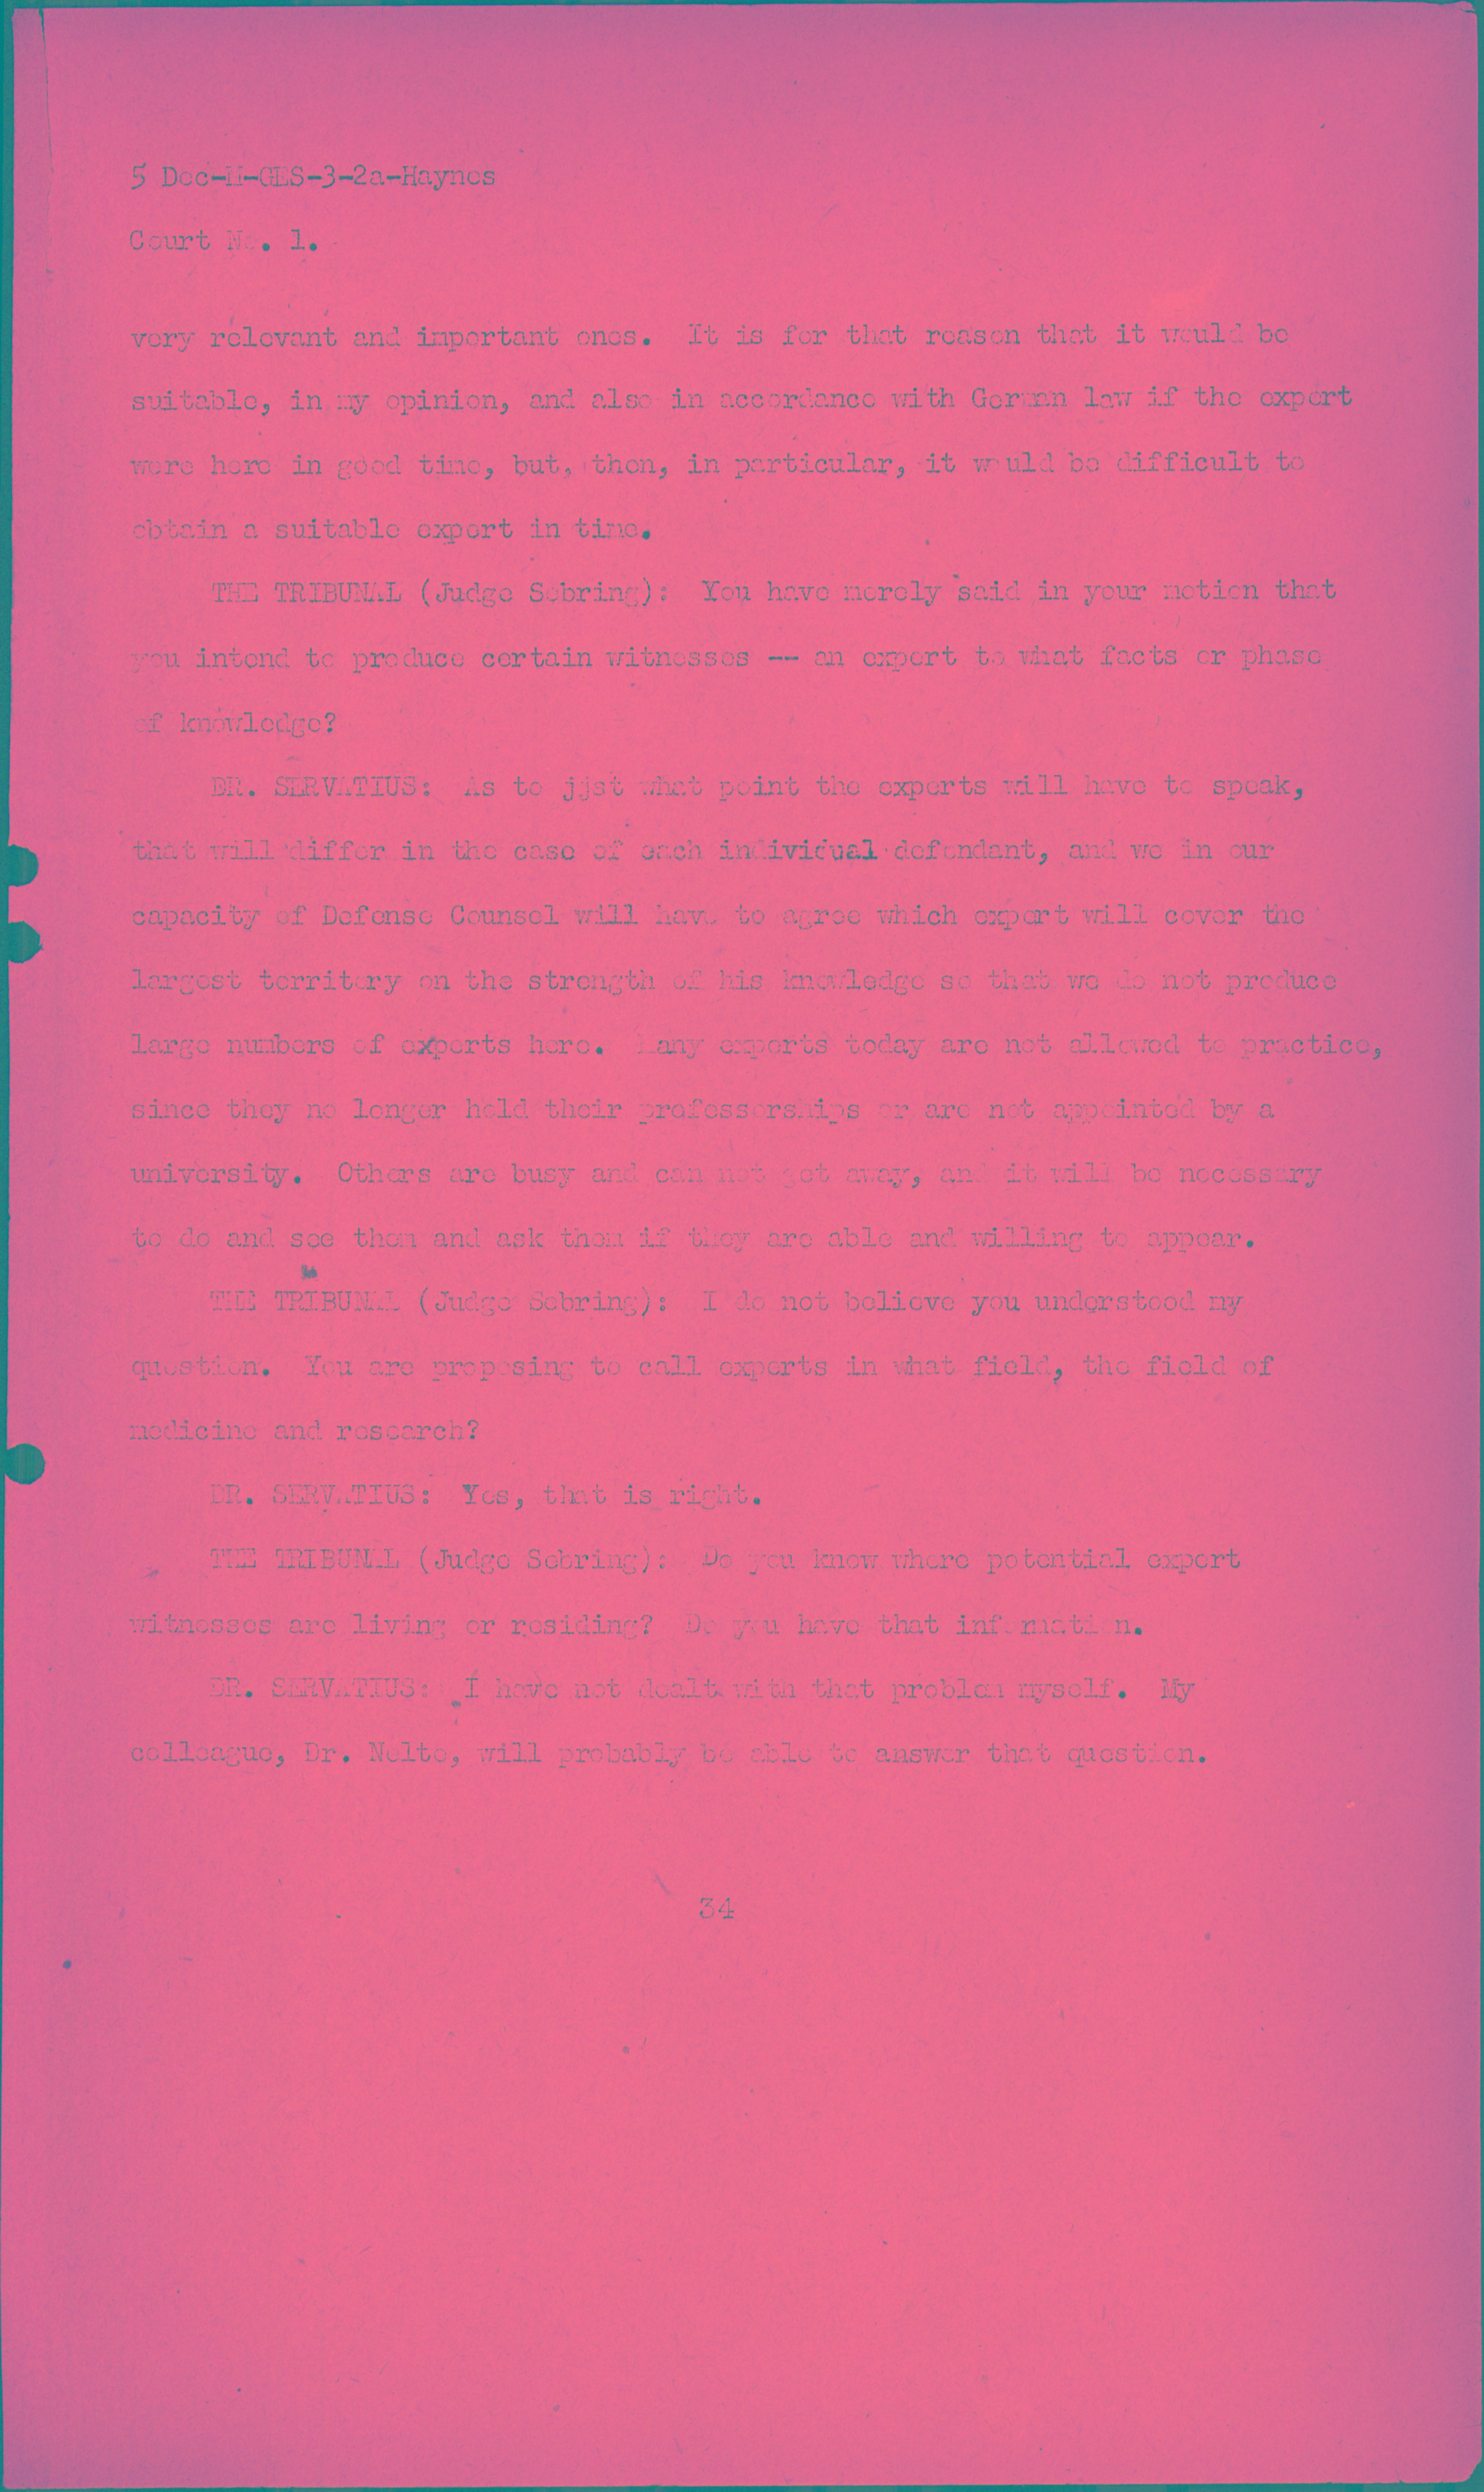 5 Dec-M-GES-3-2a-Haynes
Court No. 1.
very relevant and important ones. It is for that reason that it would be
suitable, in my opinion, and also in accordance with German law if the expert
were here in good time, but, then, in particular, it would be difficult to
obtain a suitable expert in time.
THE TRIBUNAL (Judge Sebring): You have merely said in your motion that
you intend to produce certain witnesses -- an expert to what facts or phase
of knowledge?
DR. SERVATIUS: As to jjst what point the experts will have to speak,
that will differ in the case of each individual defendant, and we in our
capacity of Defense Counsel will have to agree which expert will cover the
largest territory on the strength of his knowledge so that we do not produce
large numbers of experts here. Many experts today are not allowed to practice,
since they no longer hold their professorships or are not appointed by a
university. Others are busy and can not get away, and it will be necessary
to do and see them and ask them if they are able and willing to appear.
THE TRIBUNAL (Judge Sebring): I do not believe you understood my
question. You are proposing to call experts in what field, the field of
medicine and research?
DR. SERVATIUS: Yes, that is right.
THE TRIBUNAL (Judge Sebring): Do you know where potential expert
witnesses are living or residing? Do you have that information.
DR. SERVATIUS: I have not dealt with that problem myself. My
colleague, Dr. Nelte, will probably be able to answer that question.
34